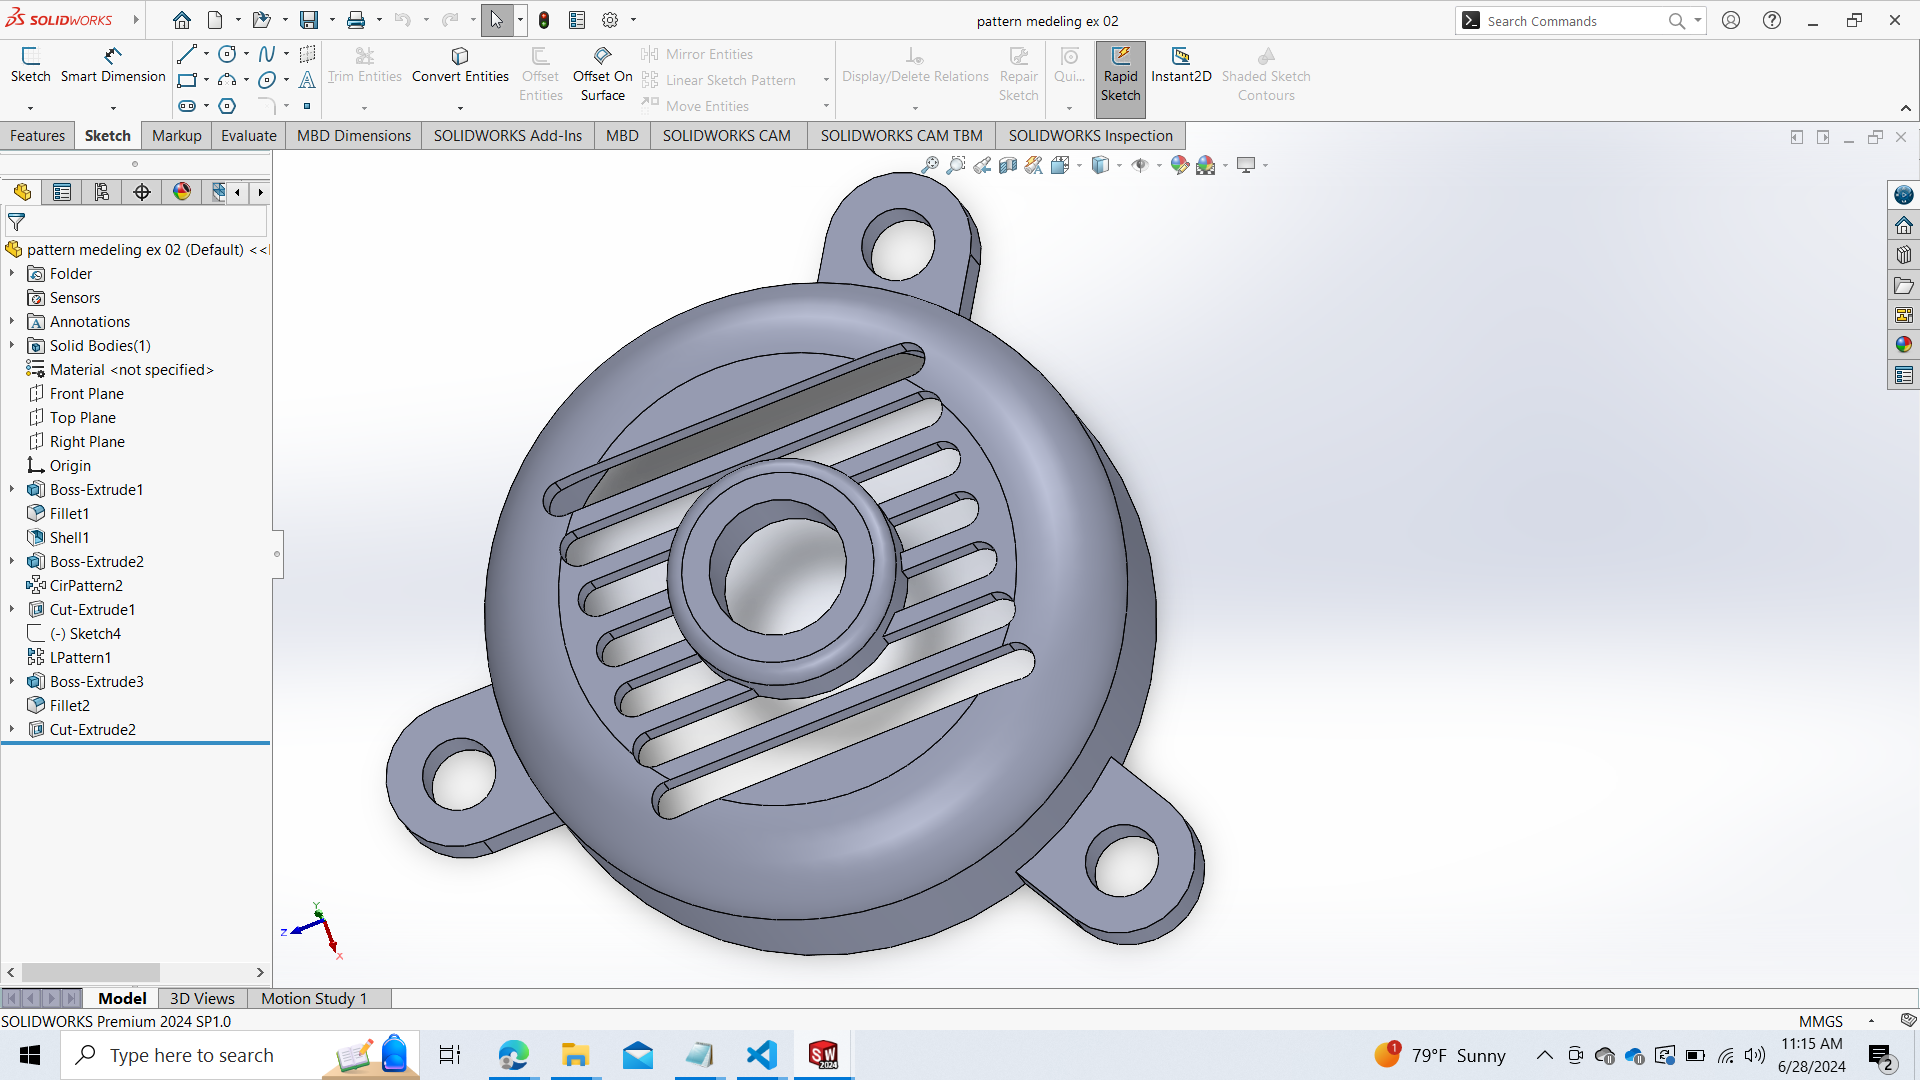 SOLIDWORKS
pattern medeling ex 02
Search Commands
Sketch
Smart Dimension
Trim Entities
Convert Entities
Offset
Entities
Offset On
Surface
Mirror Entities
Linear Sketch Pattern
Move Entities
Display/Delete Relations
Repair
Sketch
Qui...
Rapid
Sketch
Instant2D
Shaded Sketch
Contours
Features
Sketch
Markup
Evaluate
MBD Dimensions
SOLIDWORKS Add-Ins
MBD
SOLIDWORKS CAM
SOLIDWORKS CAM TBM
SOLIDWORKS Inspection
pattern medeling ex 02 (Default) <<
Folder
Sensors
Annotations
Solid Bodies(1)
Material <not specified>
Front Plane
Top Plane
Right Plane
Origin
Boss-Extrude1
Fillet1
Shell1
Boss-Extrude2
CirPattern2
Cut-Extrude1
(-) Sketch4
LPattern1
Boss-Extrude3
Fillet2
Cut-Extrude2
Y
Z
X
Model
3D Views
Motion Study 1
SOLIDWORKS Premium 2024 SP1.0
MMGS
Type here to search
SW
2024
1
79°F Sunny
11:15 AM
6/28/2024
2